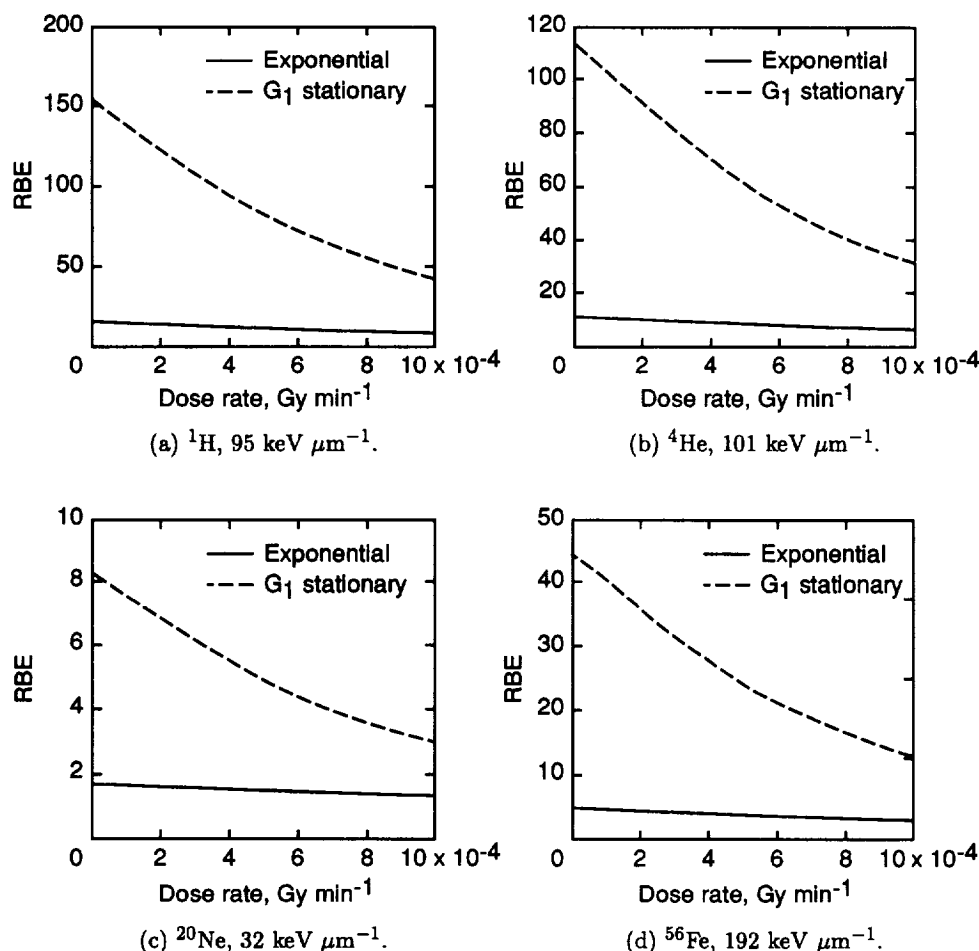 200
150
100
50
0
2
4
6
8
10 × 10⁻⁴
RBE
Dose rate, Gy min⁻¹
Exponential
G₁ stationary
(a) ¹H, 95 keV μm⁻¹.
120
100
80
60
40
20
0
2
4
6
8
10 × 10⁻⁴
RBE
Dose rate, Gy min⁻¹
Exponential
G₁ stationary
(b) ⁴He, 101 keV μm⁻¹.
10
8
6
4
2
0
2
4
6
8
10 × 10⁻⁴
RBE
Dose rate, Gy min⁻¹
Exponential
G₁ stationary
(c) ²⁰Ne, 32 keV μm⁻¹.
50
40
30
20
10
0
2
4
6
8
10 × 10⁻⁴
RBE
Dose rate, Gy min⁻¹
Exponential
G₁ stationary
(d) ⁵⁶Fe, 192 keV μm⁻¹.